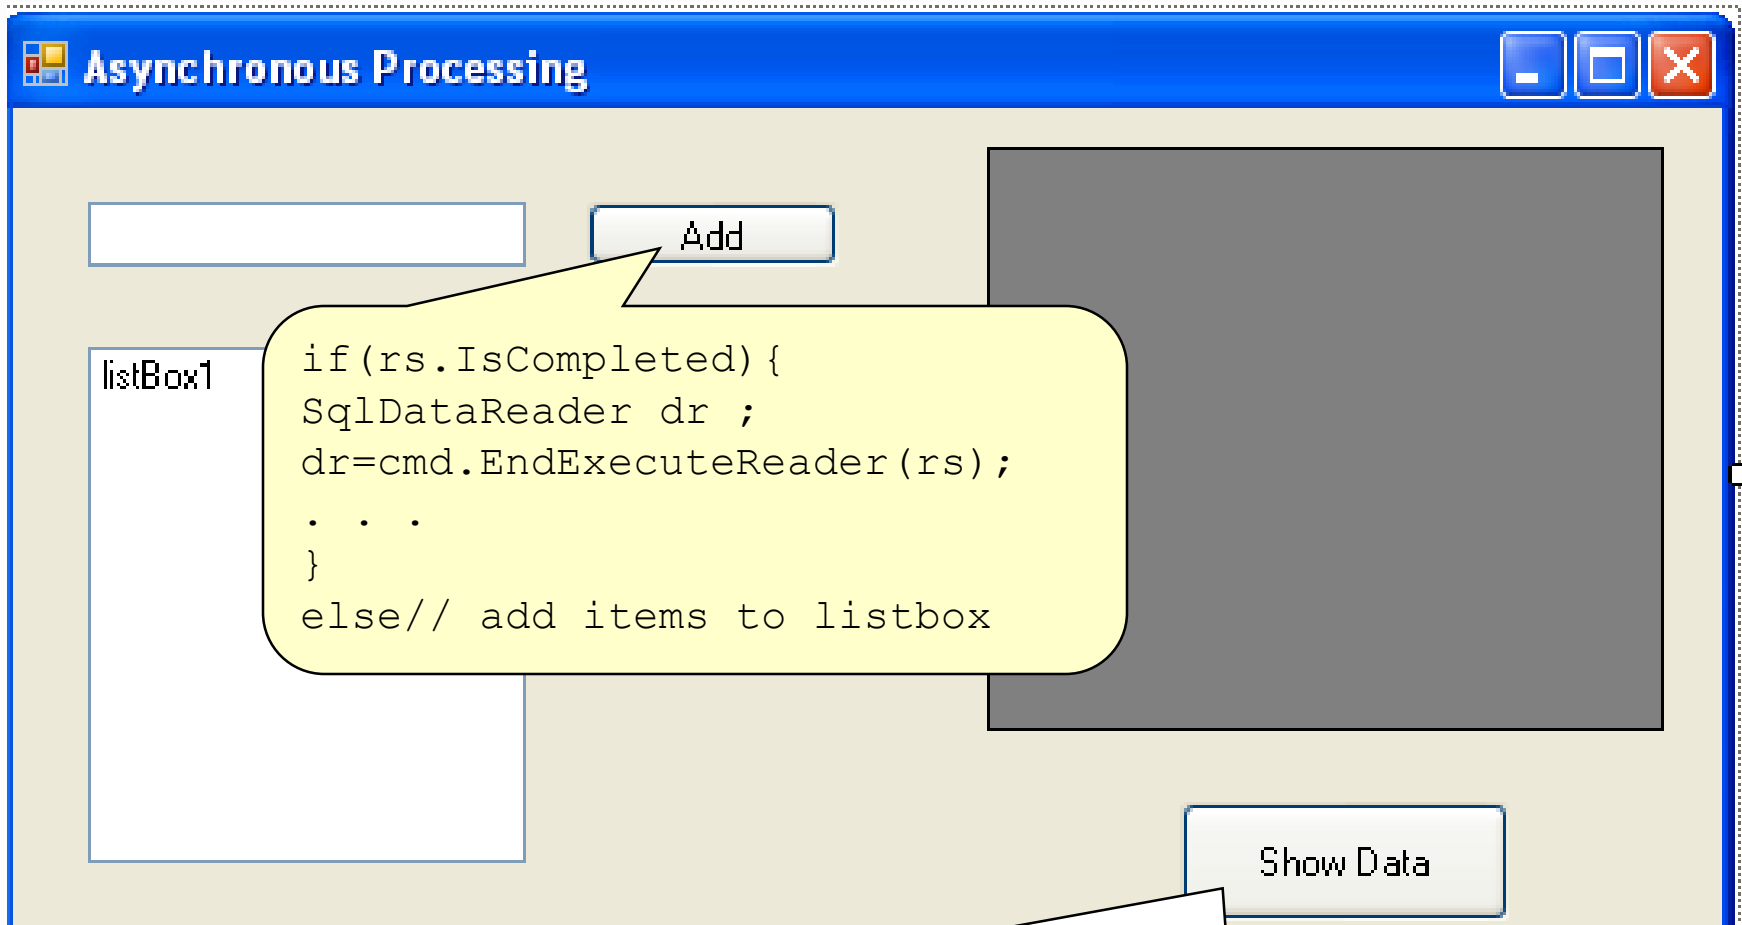 Asynchronous Processing
Add
listBox1
if(rs.IsCompleted){
SqlDataReader dr ;
dr=cmd.EndExecuteReader(rs);
. . .
}
else// add items to listbox
Show Data